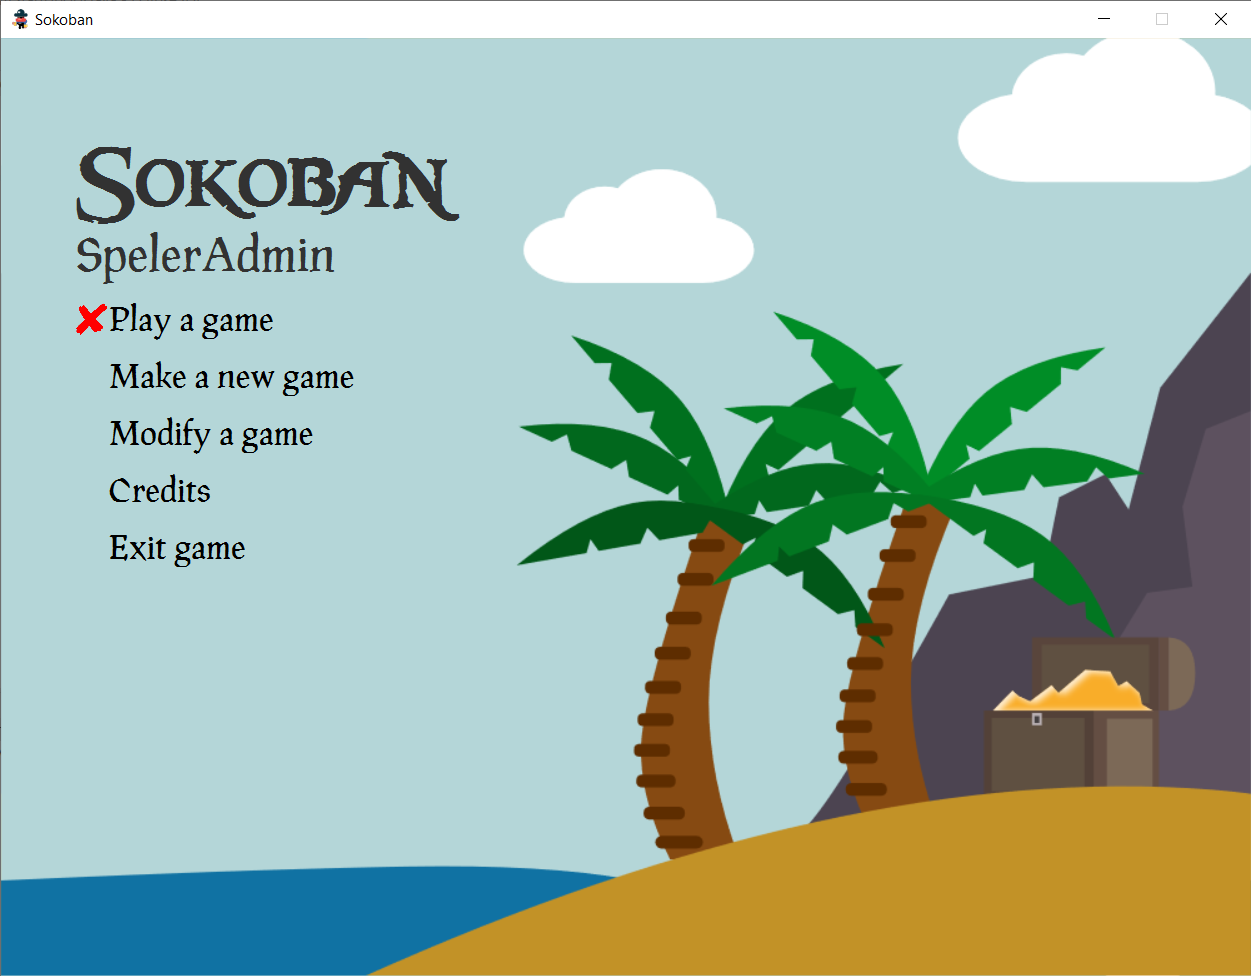 Sokoban
Sokoban
SpelerAdmin
Play a game
Make a new game
Modify a game
Credits
Exit game